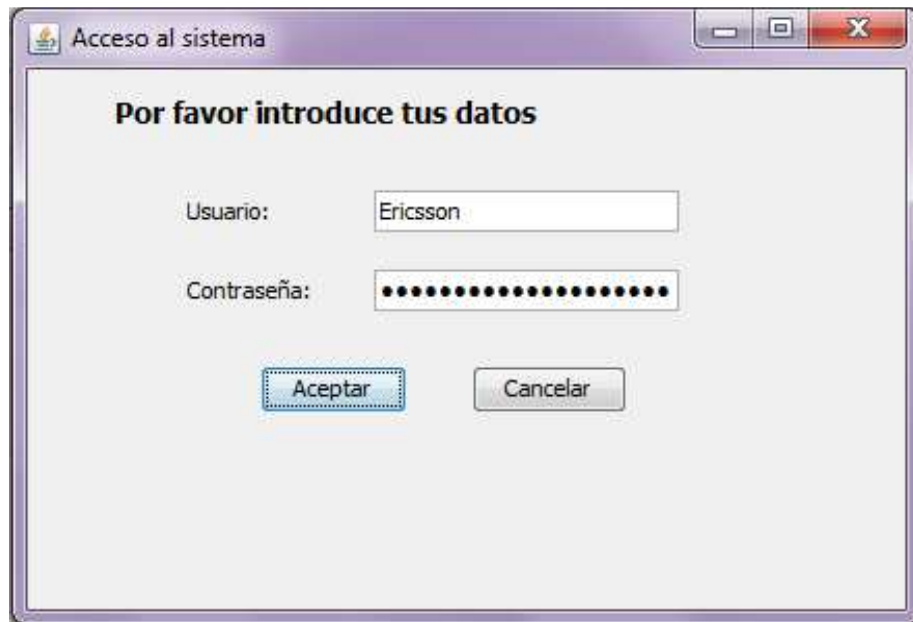 Acceso al sistema
Por favor introduce tus datos
Usuario: Ericsson
Contraseña: ••••••••••••••••••••
Aceptar Cancelar